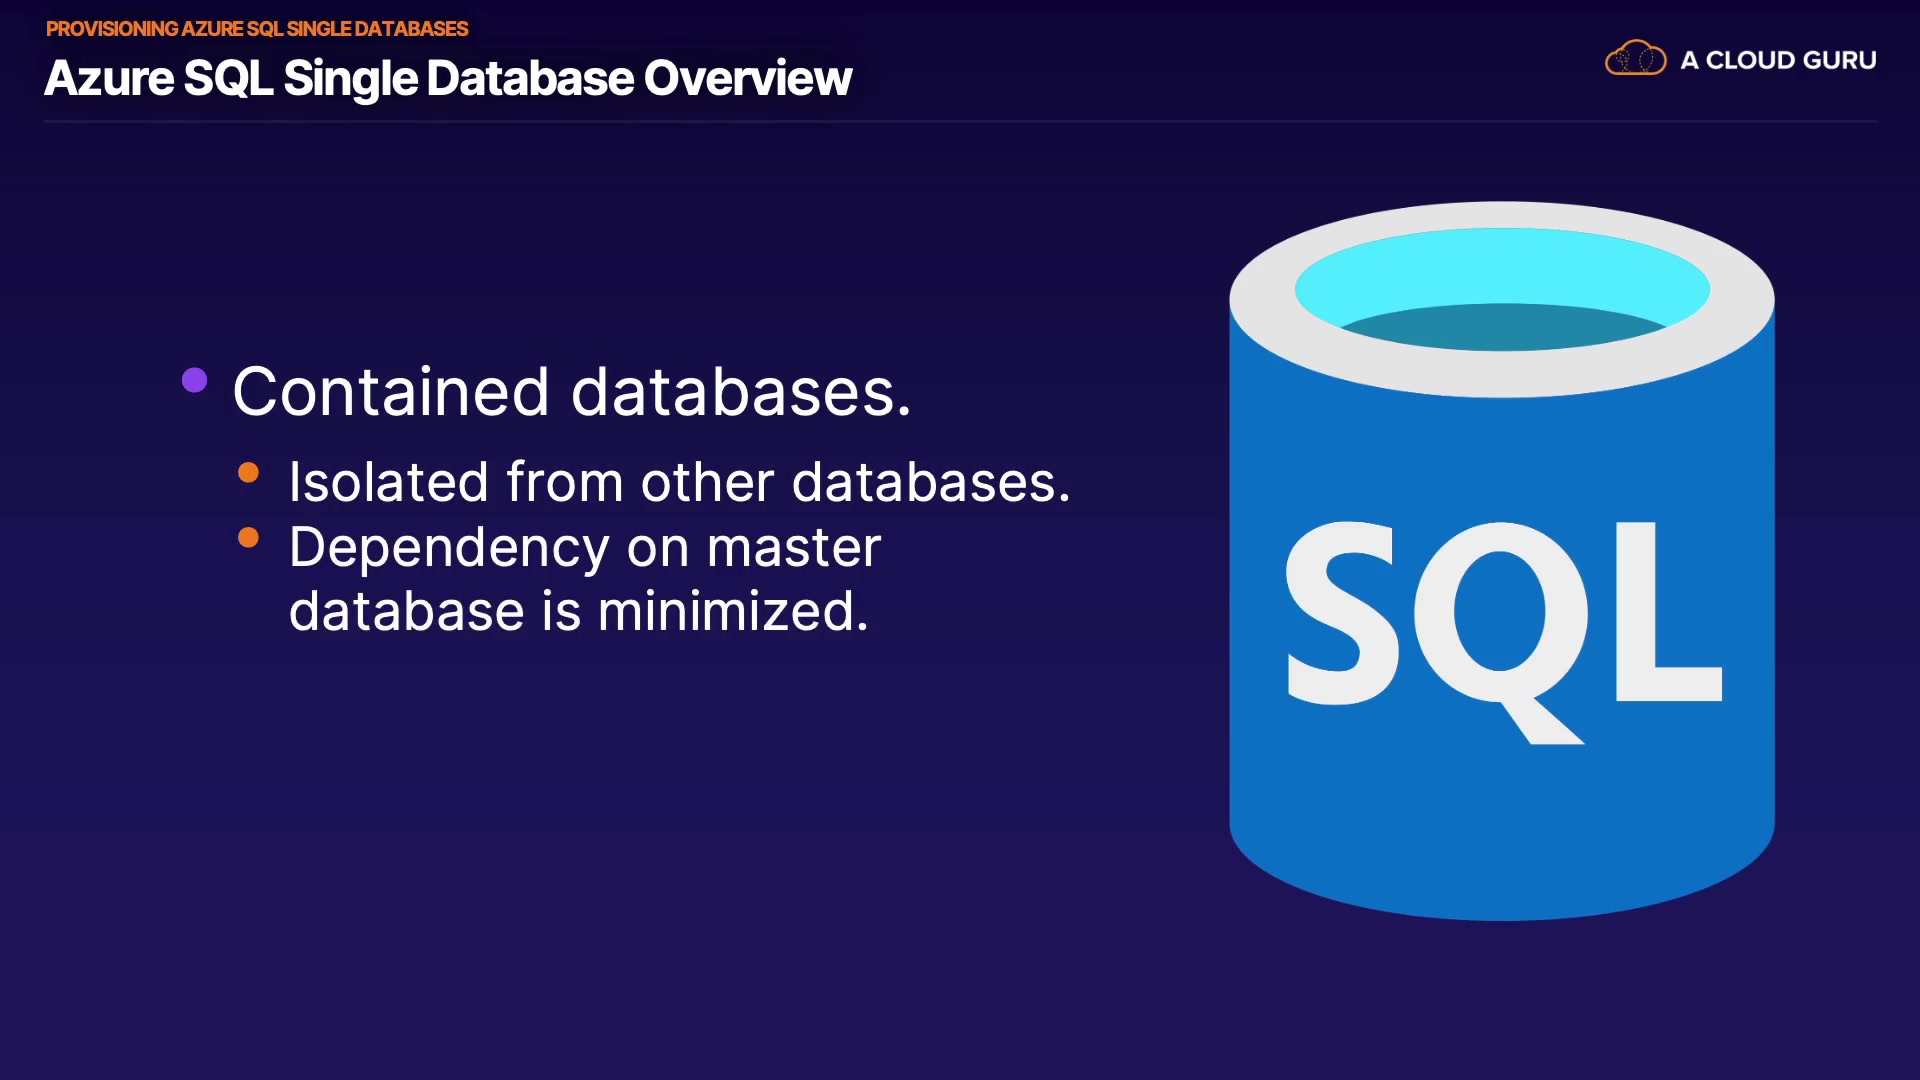 PROVISIONING AZURE SQL SINGLE DATABASES
Azure SQL Single Database Overview
A CLOUD GURU
Contained databases.
Isolated from other databases.
Dependency on master
database is minimized.
SQL